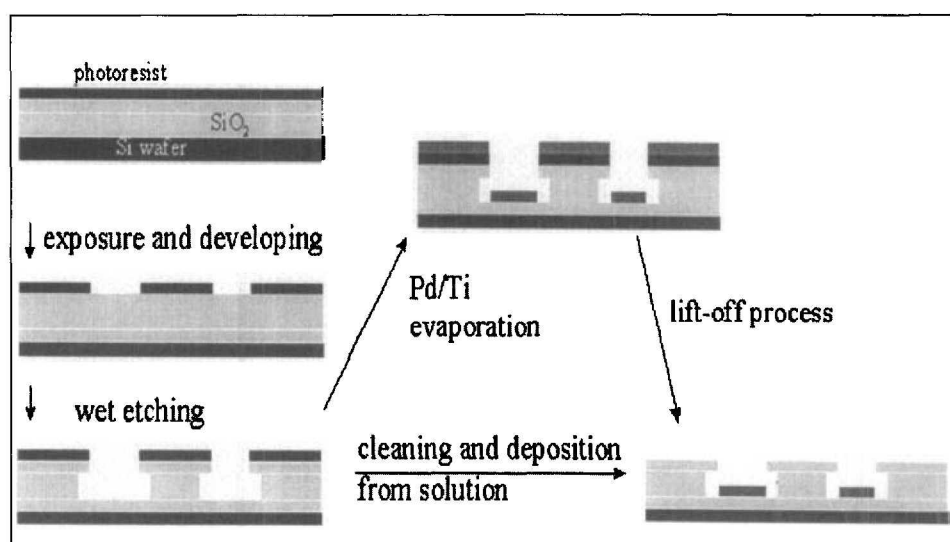 photoresist
SiO2
Si wafer
exposure and developing
Pd/Ti
evaporation
lift-off process
wet etching
cleaning and deposition
from solution